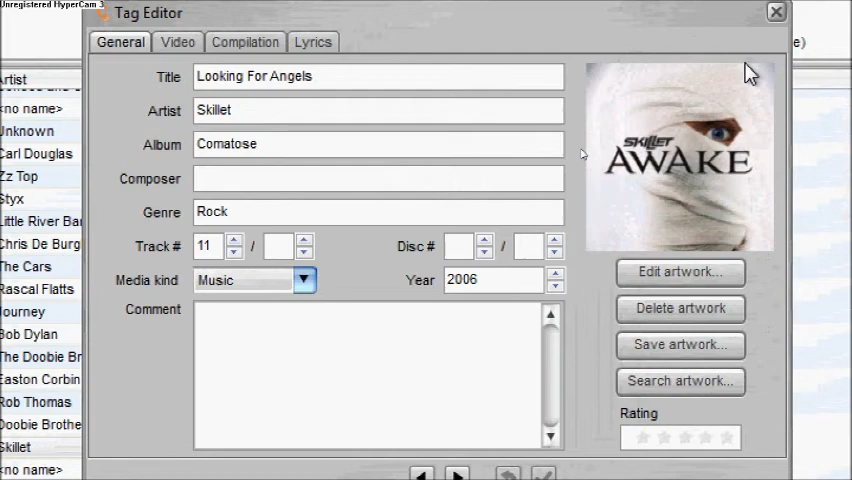 Unregistered HyperCam 3
Tag Editor
General Video Compilation Lyrics
Title Looking For Angels
Artist Skillet
Album Comatose
Composer
Genre Rock
Track # 11 / Disc # /
Media kind Music Year 2006
Comment
SKILLET
AWAKE
Edit artwork...
Delete artwork
Save artwork...
Search artwork...
Rating
e)
Artist
<no name>
Unknown
Carl Douglas
Zz Top
Styx
Little River Bar
Chris De Burg
The Cars
Rascal Flatts
Journey
Bob Dylan
The Doobie Br
Easton Corbin
Rob Thomas
Doobie Brothe
Skillet
<no name>